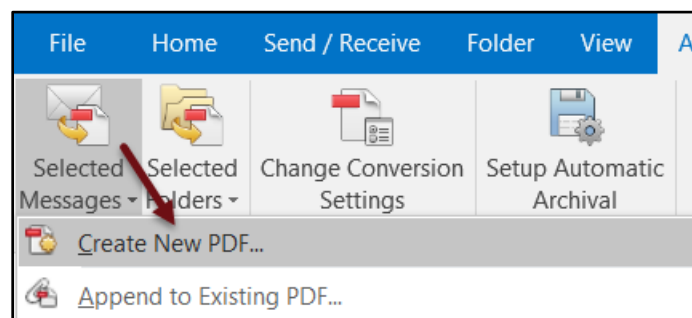 File Home Send / Receive Folder View A
Selected Selected Change Conversion Setup Automatic
Messages Folders Settings Archival
Create New PDF...
Append to Existing PDF...